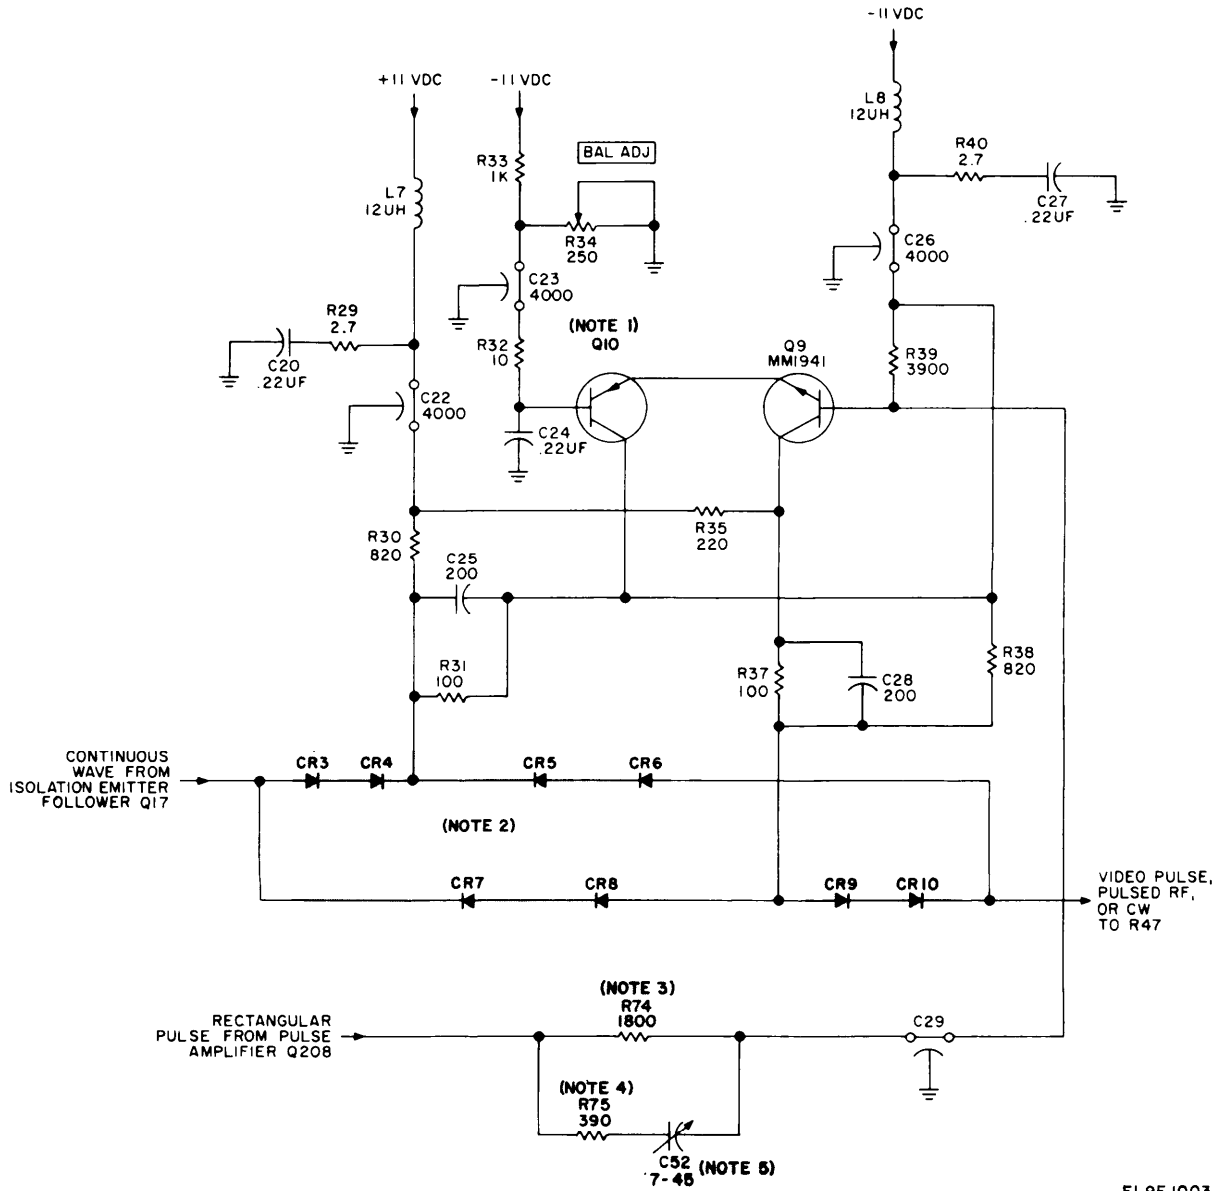 -11 VDC
+11 VDC
-11 VDC
L8
12UH
R40
2.7
C27
.22UF
BAL ADJ
R33
1K
L7
12UH
R34
250
C26
4000
C23
4000
R29
2.7
C20
.22UF
(NOTE 1)
Q10
Q9
MM1941
R32
10
R39
3900
C22
4000
C24
.22UF
R30
820
R35
220
C25
200
R31
100
R37
100
C28
200
R38
820
CONTINUOUS
WAVE FROM
ISOLATION EMITTER
FOLLOWER Q17
CR3
CR4
CR5
CR6
(NOTE 2)
CR7
CR8
CR9
CR10
VIDEO PULSE,
PULSED RF,
OR CW
TO R47
RECTANGULAR
PULSE FROM PULSE
AMPLIFIER Q208
(NOTE 3)
R74
1800
C29
(NOTE 4)
R75
390
C52
7-45
(NOTE 5)